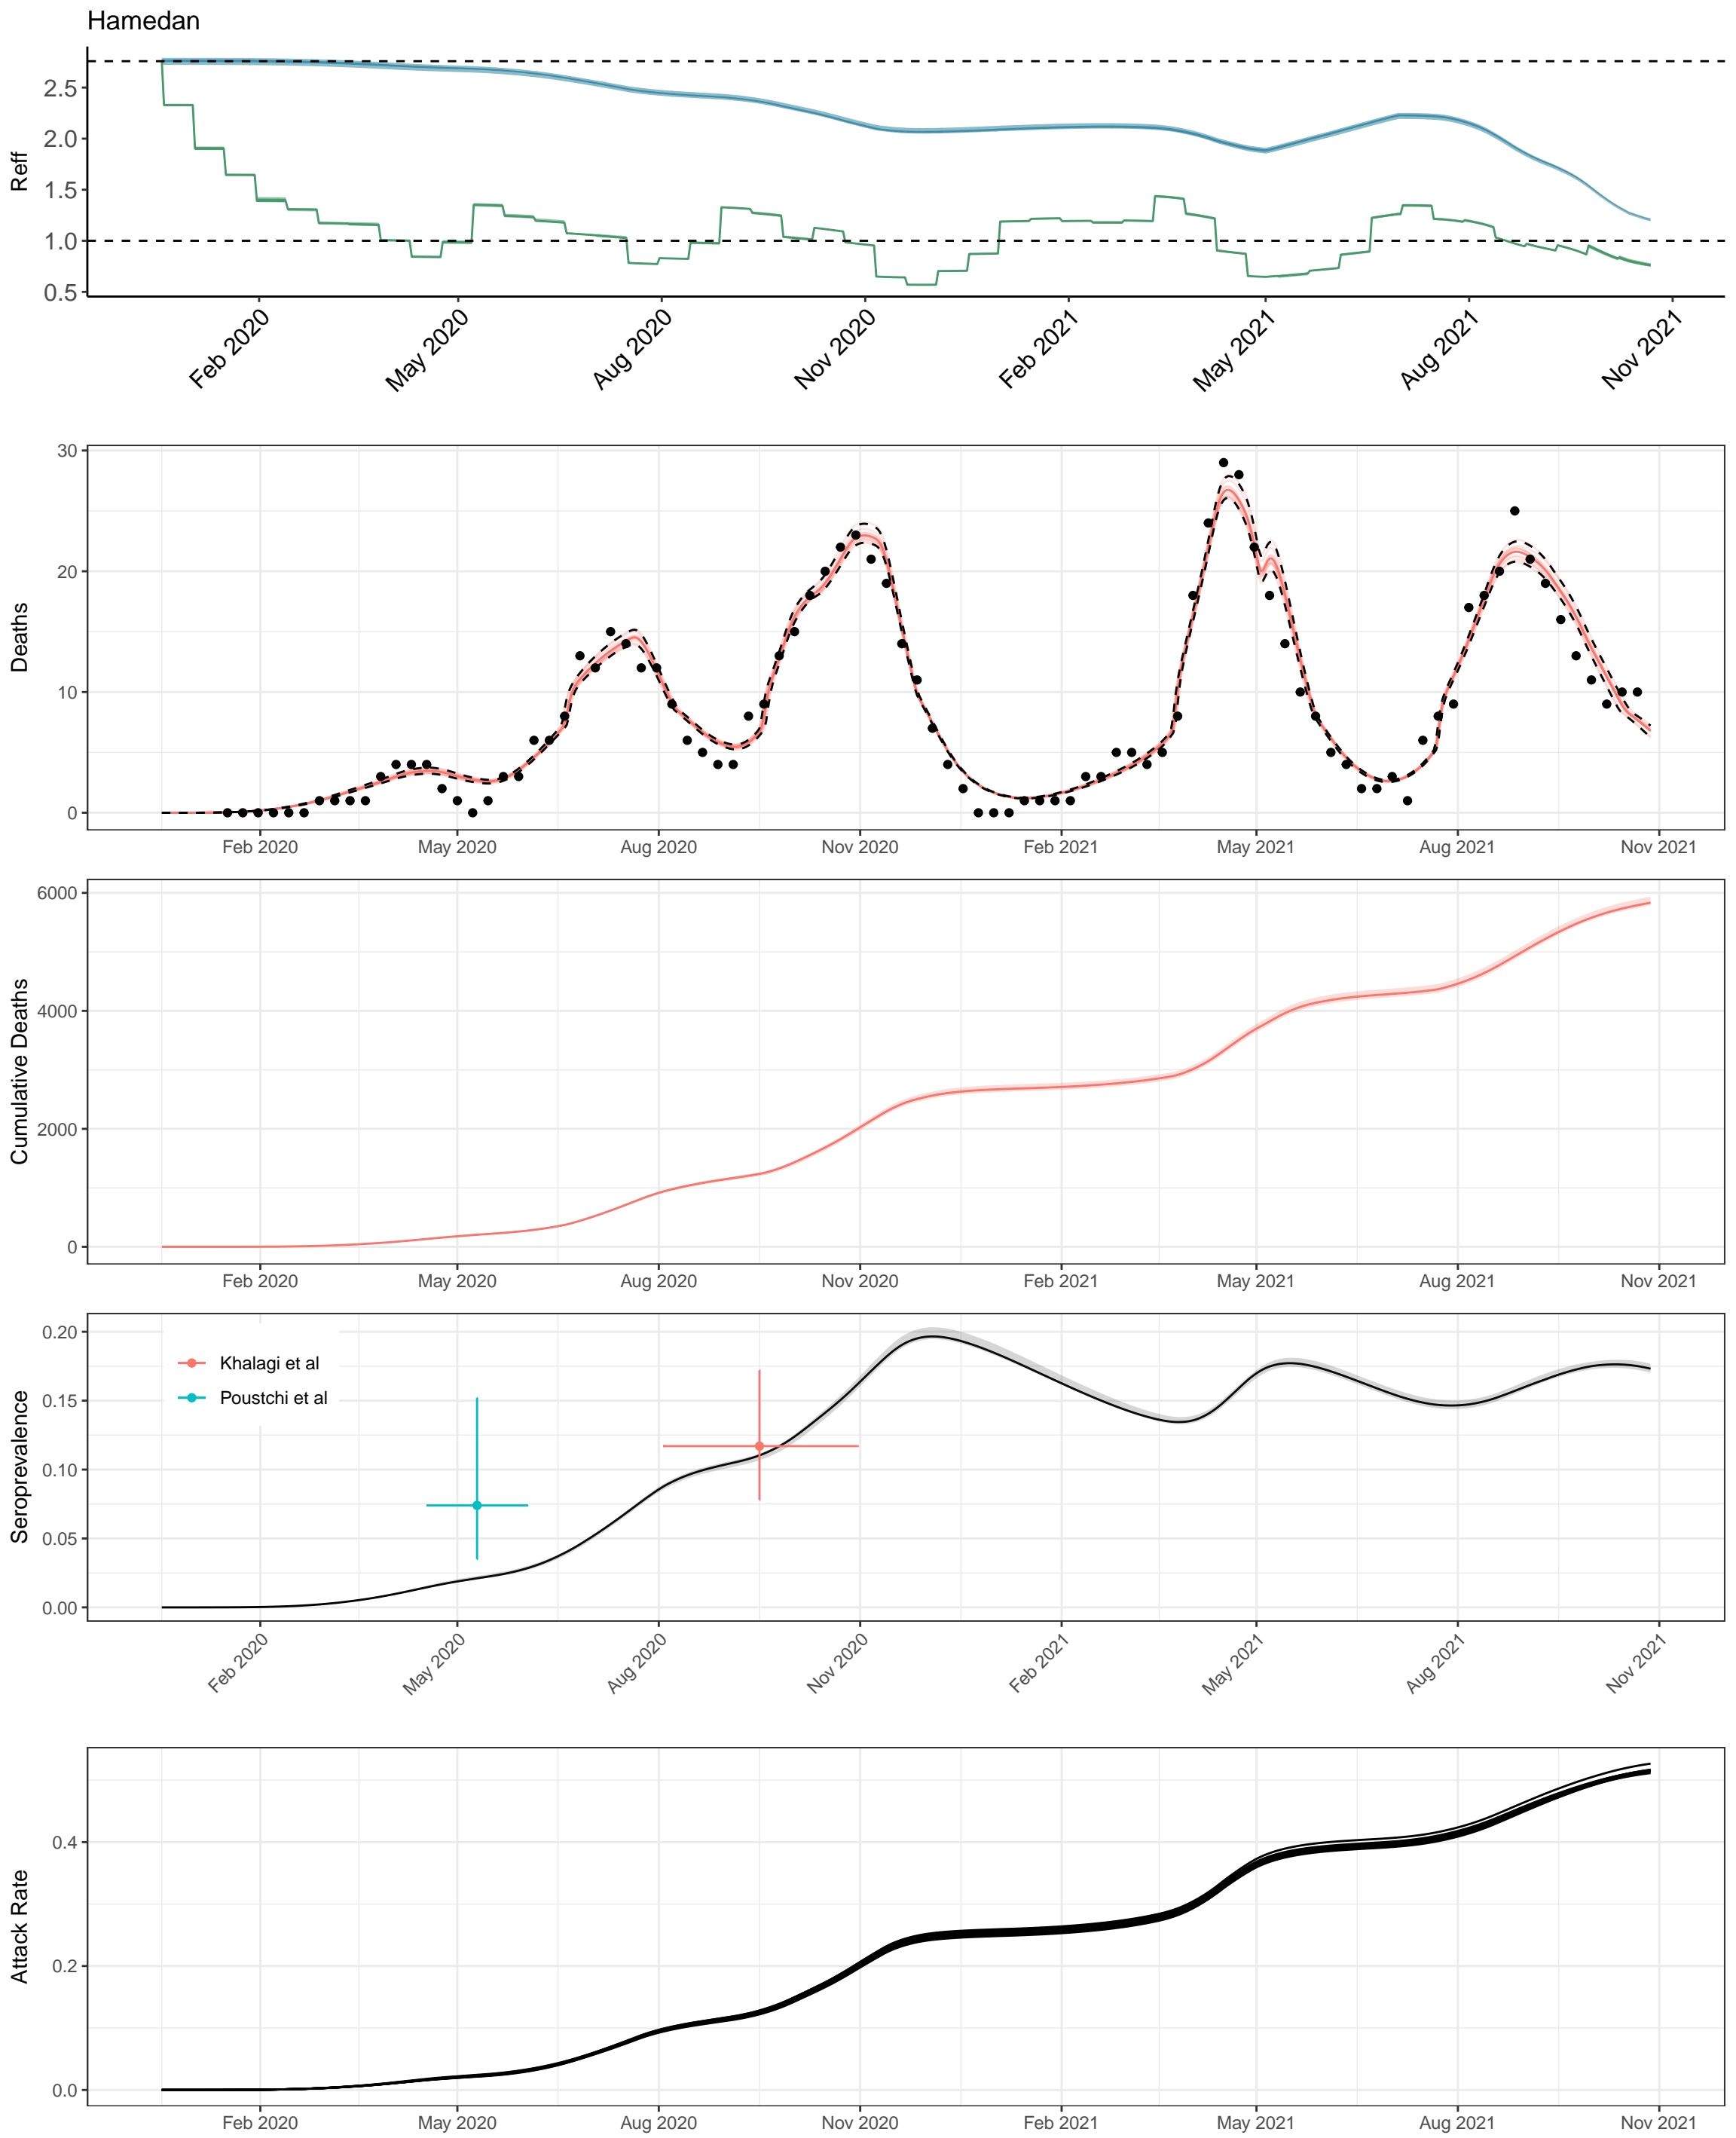 Hamedan
Reff
2.5
2.0
1.5
1.0
0.5
Feb 2020
May 2020
Aug 2020
Nov 2020
Feb 2021
May 2021
Aug 2021
Nov 2021
Deaths
30
20
10
0
Feb 2020
May 2020
Aug 2020
Nov 2020
Feb 2021
May 2021
Aug 2021
Nov 2021
Cumulative Deaths
6000
4000
2000
0
Feb 2020
May 2020
Aug 2020
Nov 2020
Feb 2021
May 2021
Aug 2021
Nov 2021
Seroprevalence
0.20
0.15
0.10
0.05
0.00
Khalagi et al
Poustchi et al
Feb 2020
May 2020
Aug 2020
Nov 2020
Feb 2021
May 2021
Aug 2021
Nov 2021
Attack Rate
0.4
0.2
0.0
Feb 2020
May 2020
Aug 2020
Nov 2020
Feb 2021
May 2021
Aug 2021
Nov 2021